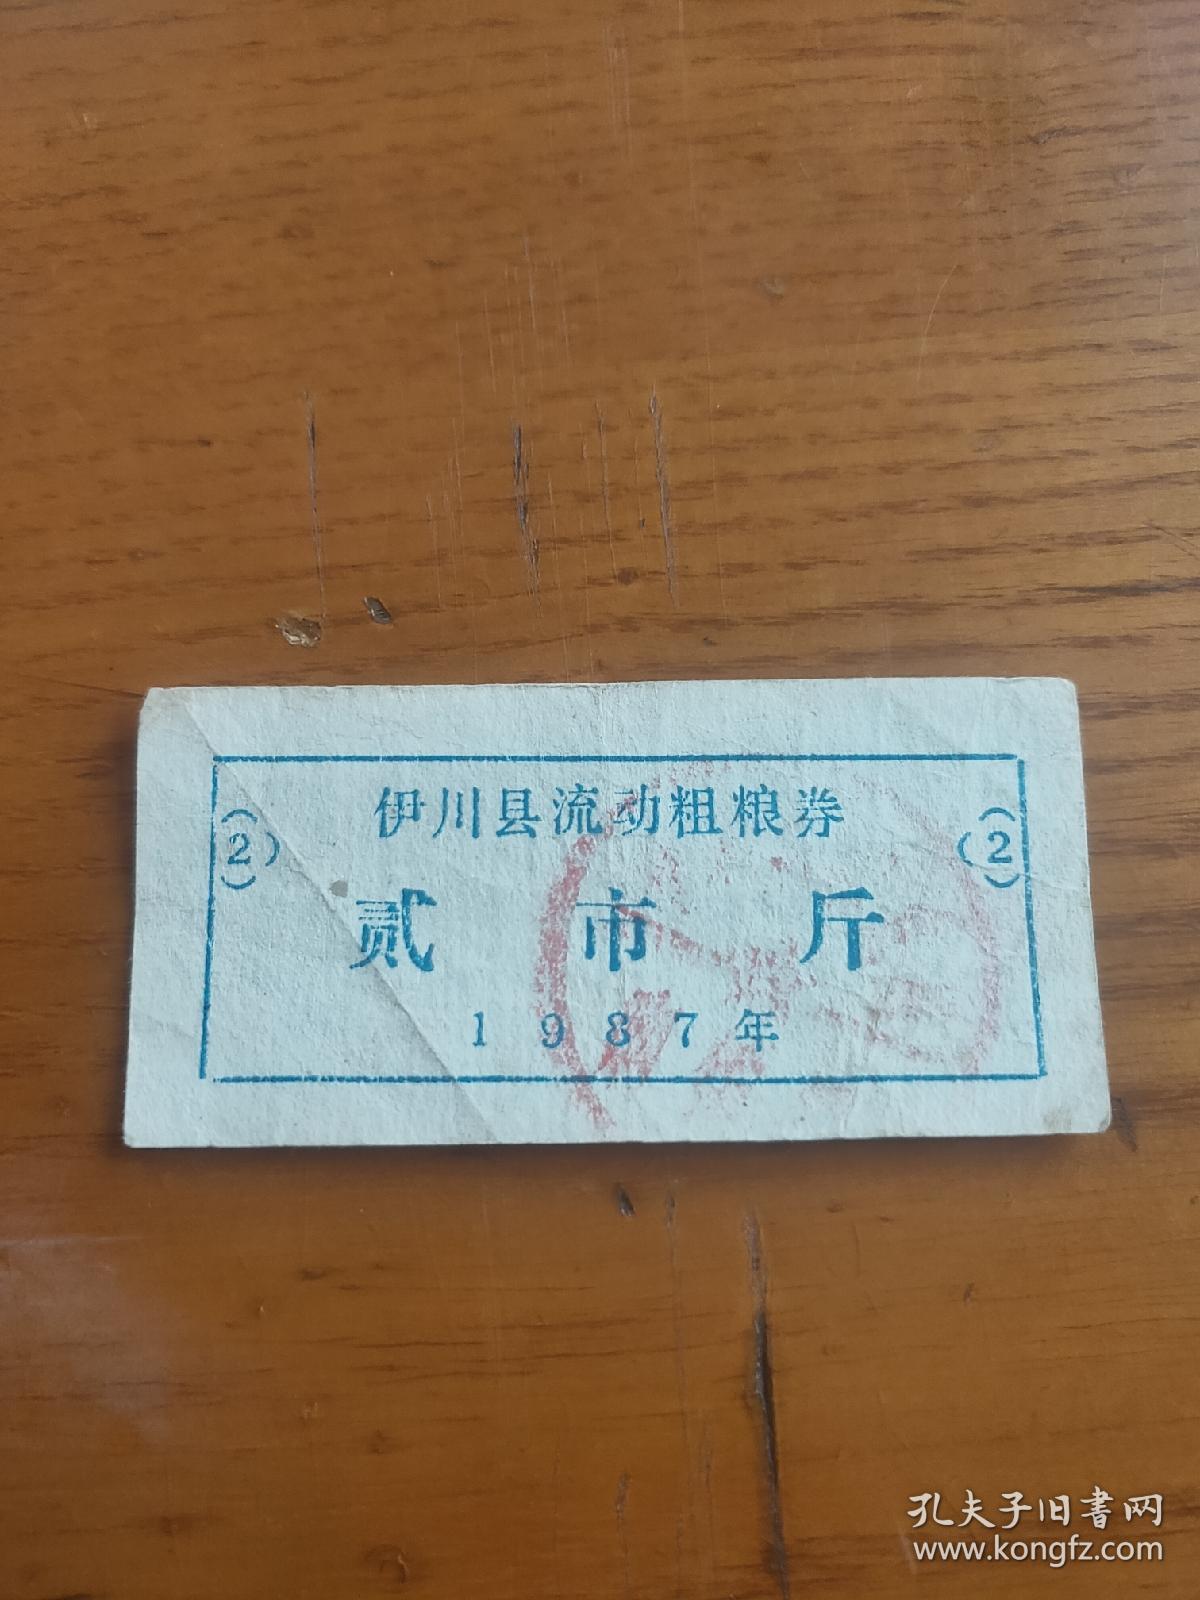 伊川县流动粗粮券
(2) (2)
贰市斤
1987年
孔夫子旧书网
www.kongfz.com